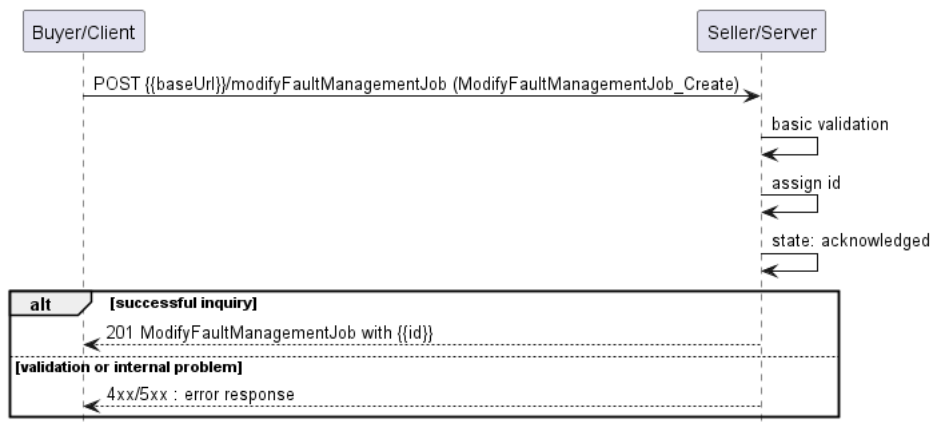 Buyer/Client
Seller/Server
POST {{baseUrl}}/modifyFaultManagementJob (ModifyFaultManagementJob_Create)
basic validation
assign id
state: acknowledged
alt [successful inquiry]
201 ModifyFaultManagementJob with {{id}}
[validation or internal problem]
4xx/5xx : error response